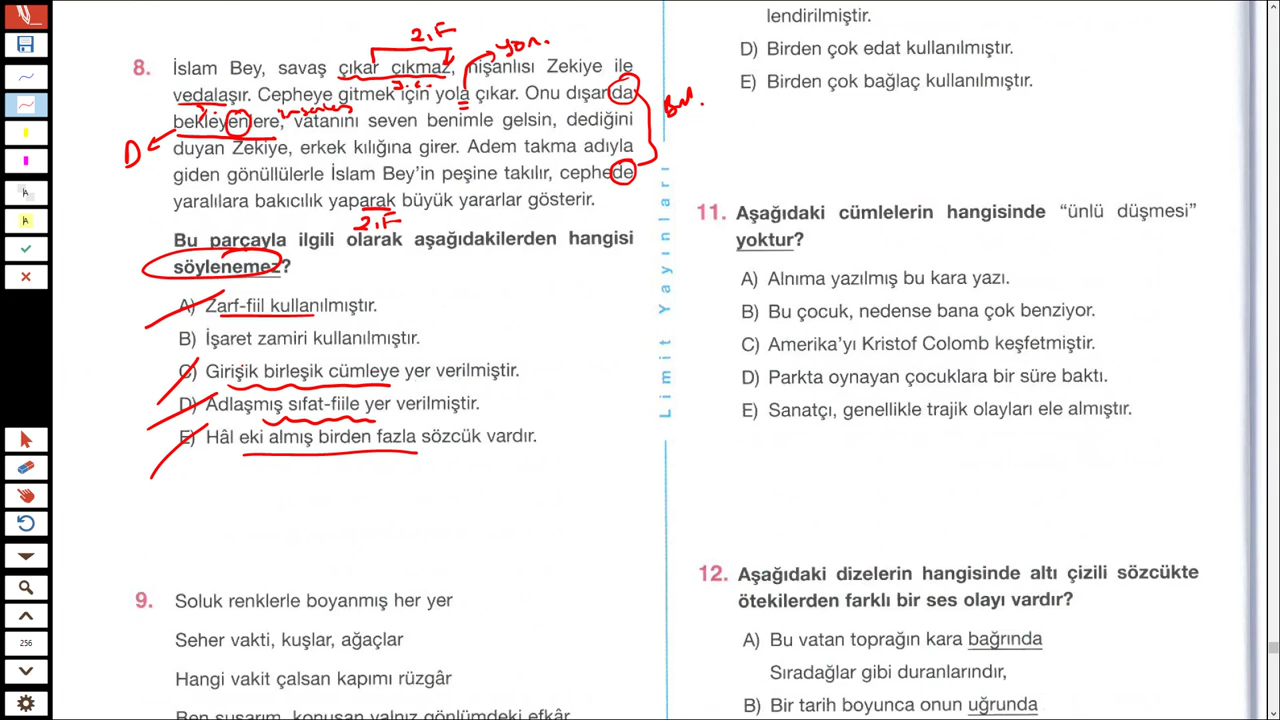 8. İslam Bey, savaş çıkar çıkmaz, nişanlısı Zekiye ile
vedalaşır. Cepheye gitmek için yola çıkar. Onu dışarıda
bekleyenlere, vatanını seven benimle gelsin, dediğini
duyan Zekiye, erkek kılığına girer. Adem takma adıyla
giden gönüllülerle İslam Bey’in peşine takılır, cephede
yaralılara bakıcılık yaparak büyük yararlar gösterir.
Bu parçayla ilgili olarak aşağıdakilerden hangisi
söylenemez?
A) Zarf-fiil kullanılmıştır.
B) İşaret zamiri kullanılmıştır.
C) Girişik birleşik cümleye yer verilmiştir.
D) Adlaşmış sıfat-fiile yer verilmiştir.
E) Hâl eki almış birden fazla sözcük vardır.
Z.F
yön.
D
Z.F
9. Soluk renklerle boyanmış her yer
Seher vakti, kuşlar, ağaçlar
Hangi vakit çalsan kapımı rüzgâr
Ben susarım, konuşan yalnız gönlümdeki efkâr
Limit Yayınları
lendirilmiştir.
D) Birden çok edat kullanılmıştır.
E) Birden çok bağlaç kullanılmıştır.
11. Aşağıdaki cümlelerin hangisinde “ünlü düşmesi”
yoktur?
A) Alnıma yazılmış bu kara yazı.
B) Bu çocuk, nedense bana çok benziyor.
C) Amerika’yı Kristof Colomb keşfetmiştir.
D) Parkta oynayan çocuklara bir süre baktı.
E) Sanatçı, genellikle trajik olayları ele almıştır.
12. Aşağıdaki dizelerin hangisinde altı çizili sözcükte
ötekilerden farklı bir ses olayı vardır?
A) Bu vatan toprağın kara bağrında
Sıradağlar gibi duranlarındır,
B) Bir tarih boyunca onun uğrunda
256